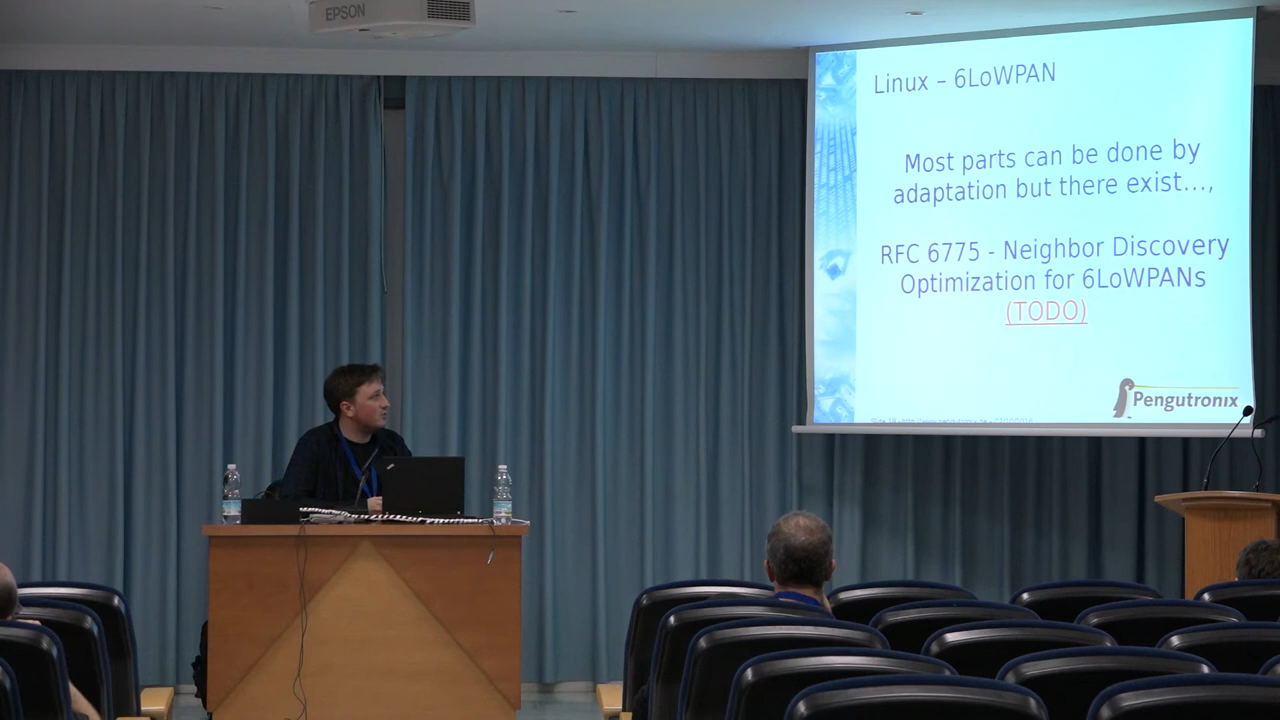 EPSON
Linux – 6LoWPAN
Most parts can be done by
adaptation but there exist...,
RFC 6775 - Neighbor Discovery
Optimization for 6LoWPANs
(TODO)
Pengutronix